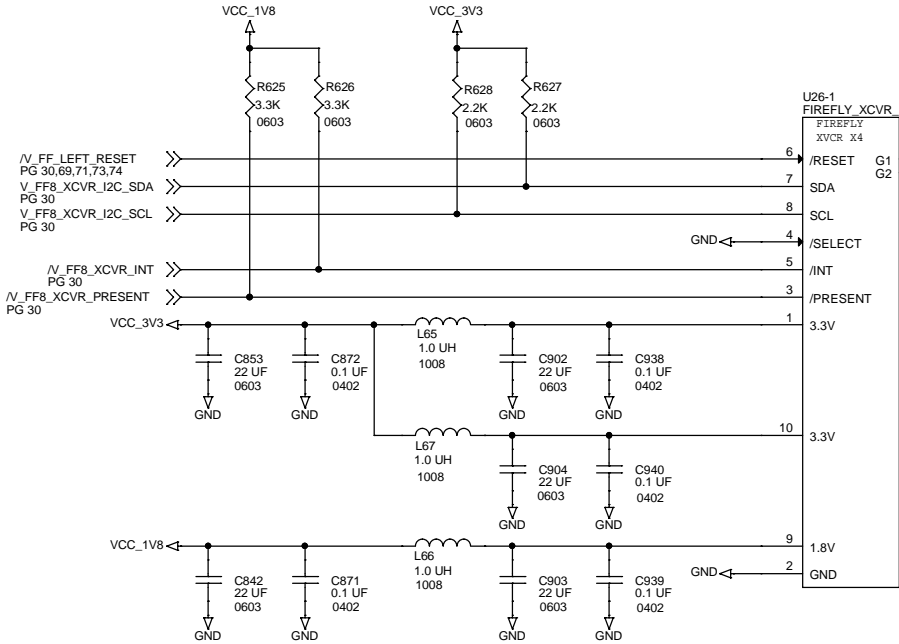 VCC_1V8
VCC_3V3
R625
3.3K
0603
R626
3.3K
0603
R628
2.2K
0603
R627
2.2K
0603
U26-1
FIREFLY_XCVR_
FIREFLY
XVCR X4
/V_FF_LEFT_RESET
PG 30,69,71,73,74
6
/RESET
G1
G2
V_FF8_XCVR_I2C_SDA
PG 30
7
SDA
V_FF8_XCVR_I2C_SCL
PG 30
8
SCL
GND
4
/SELECT
/V_FF8_XCVR_INT
PG 30
5
/INT
/V_FF8_XCVR_PRESENT
PG 30
3
/PRESENT
VCC_3V3
1
3.3V
L65
1.0 UH
1008
C853
22 UF
0603
GND
C872
0.1 UF
0402
GND
C902
22 UF
0603
GND
C938
0.1 UF
0402
GND
10
3.3V
L67
1.0 UH
1008
C904
22 UF
0603
GND
C940
0.1 UF
0402
GND
VCC_1V8
9
1.8V
L66
1.0 UH
1008
GND
2
GND
C842
22 UF
0603
GND
C871
0.1 UF
0402
GND
C903
22 UF
0603
GND
C939
0.1 UF
0402
GND